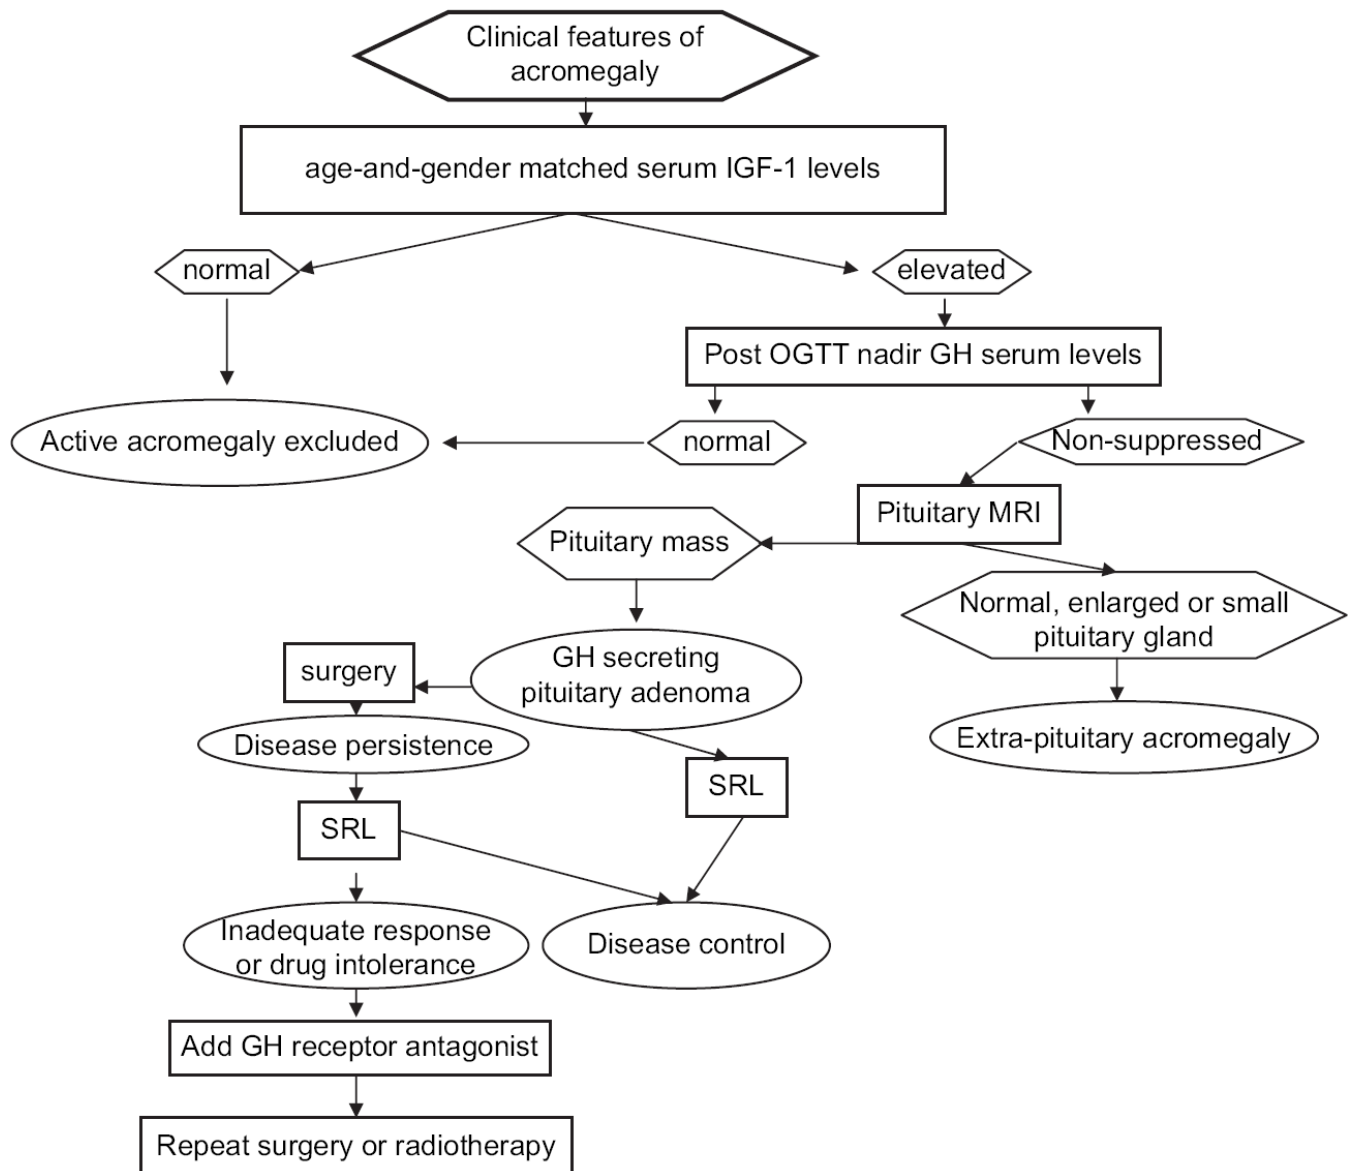 Clinical features of
acromegaly
age-and-gender matched serum IGF-1 levels
normal
elevated
Post OGTT nadir GH serum levels
Active acromegaly excluded
normal
Non-suppressed
Pituitary MRI
Pituitary mass
Normal, enlarged or small
pituitary gland
GH secreting
pituitary adenoma
surgery
Extra-pituitary acromegaly
Disease persistence
SRL
SRL
Inadequate response
or drug intolerance
Disease control
Add GH receptor antagonist
Repeat surgery or radiotherapy